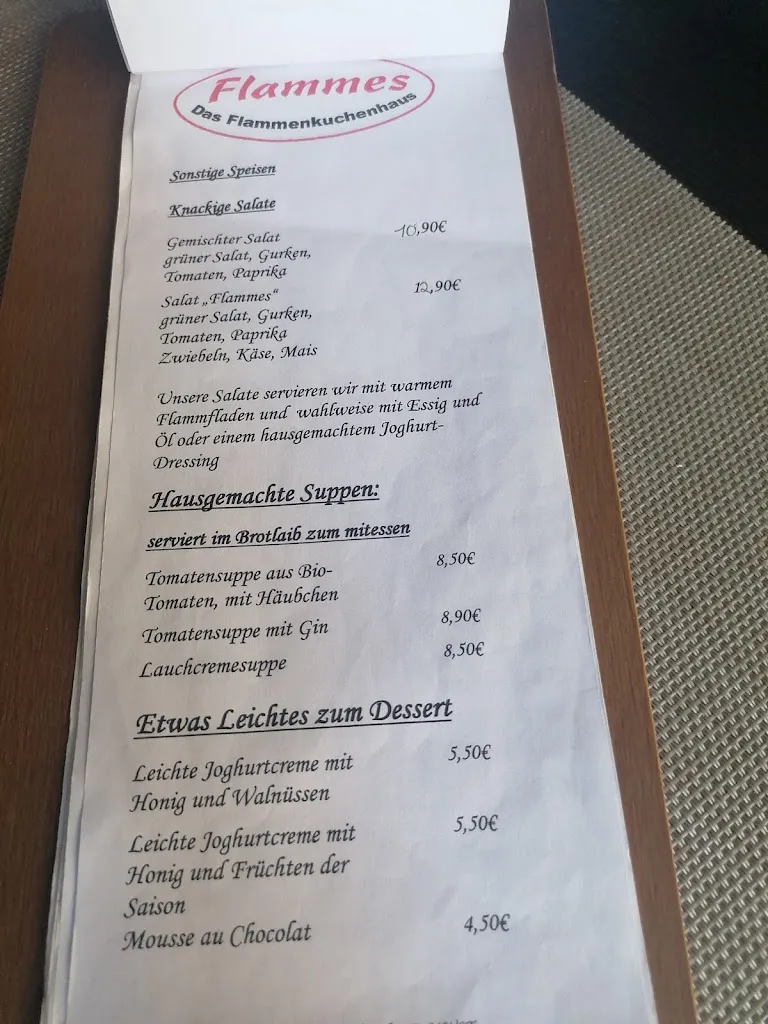 Flammes
Das Flammenkuchenhaus
Sonstige Speisen
Knackige Salate
Gemischter Salat 10,90€
grüner Salat, Gurken,
Tomaten, Paprika
Salat „Flammes“ 12,90€
grüner Salat, Gurken,
Tomaten, Paprika
Zwiebeln, Käse, Mais
Unsere Salate servieren wir mit warmem
Flammfladen und wahlweise mit Essig und
Öl oder einem hausgemachtem Joghurt-
Dressing
Hausgemachte Suppen:
serviert im Brotlaib zum mitessen
Tomatensuppe aus Bio- 8,50€
Tomaten, mit Häubchen
Tomatensuppe mit Gin 8,90€
Lauchcremesuppe 8,50€
Etwas Leichtes zum Dessert
Leichte Joghurtcreme mit 5,50€
Honig und Walnüssen
Leichte Joghurtcreme mit 5,50€
Honig und Früchten der
Saison
Mousse au Chocolat 4,50€